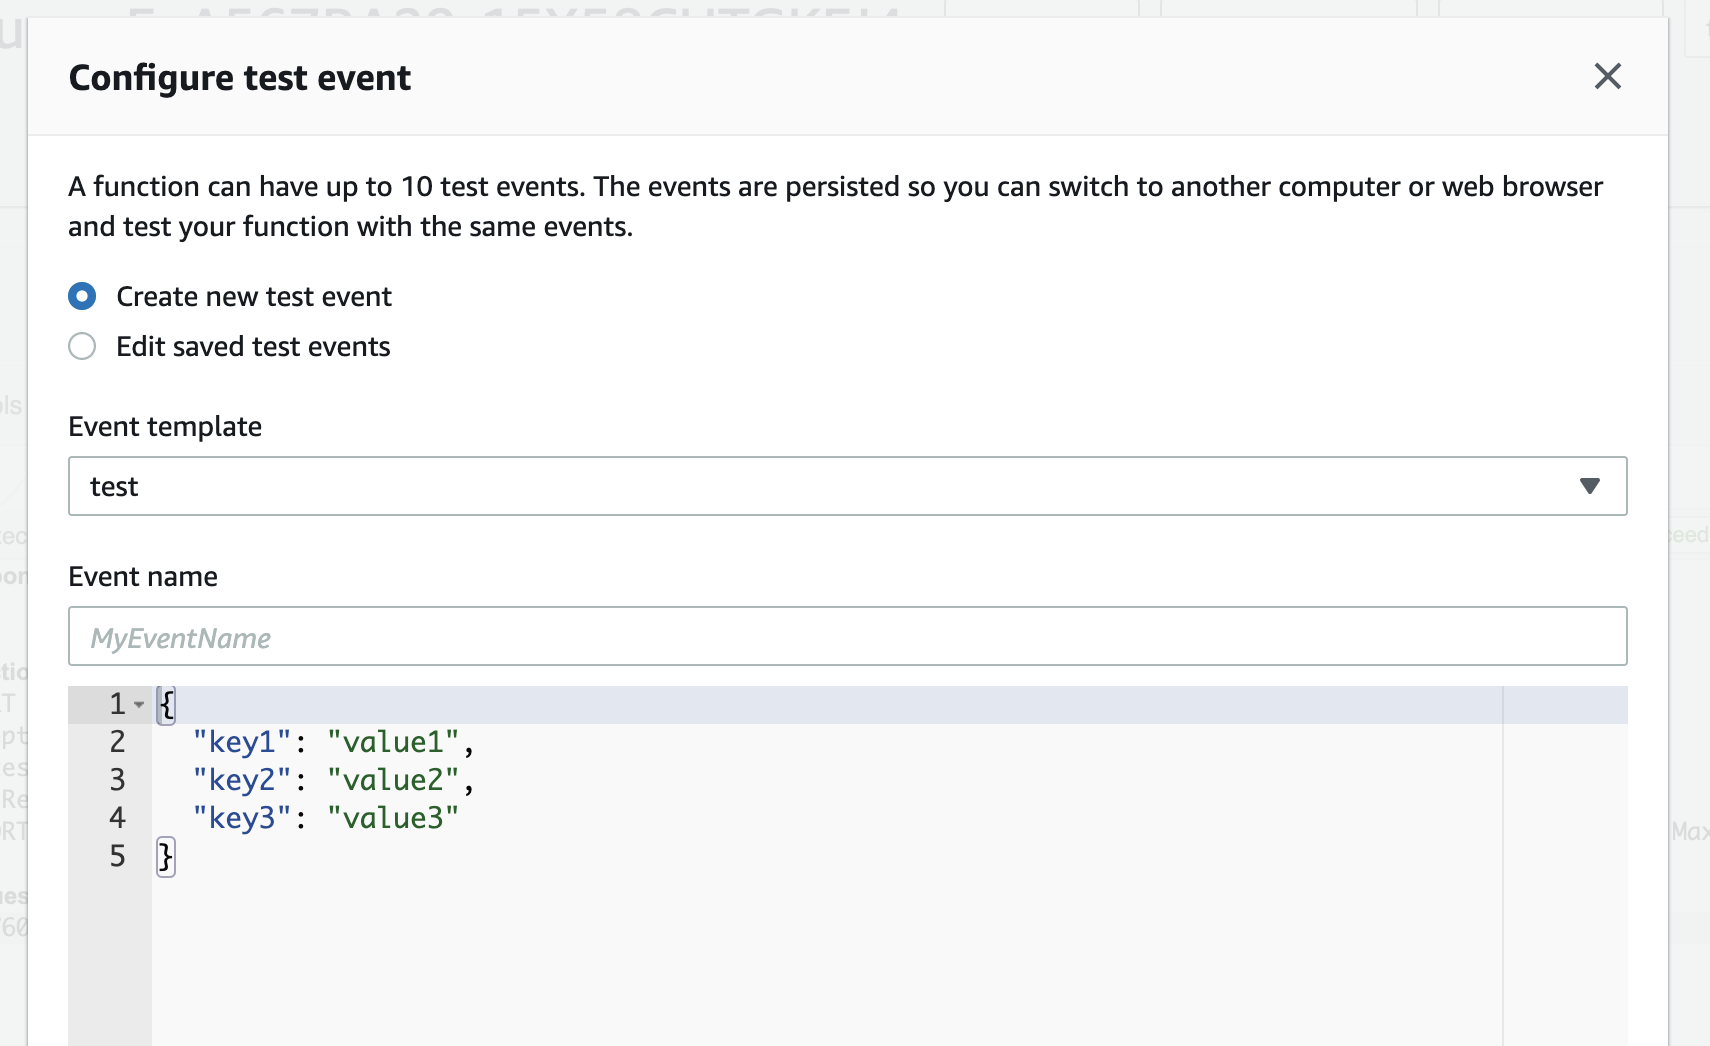 Configure test event
A function can have up to 10 test events. The events are persisted so you can switch to another computer or web browser
and test your function with the same events.
Create new test event
Edit saved test events
Event template
test
Event name
MyEventName
1 {
2 "key1": "value1",
3 "key2": "value2",
4 "key3": "value3"
5 }
Max